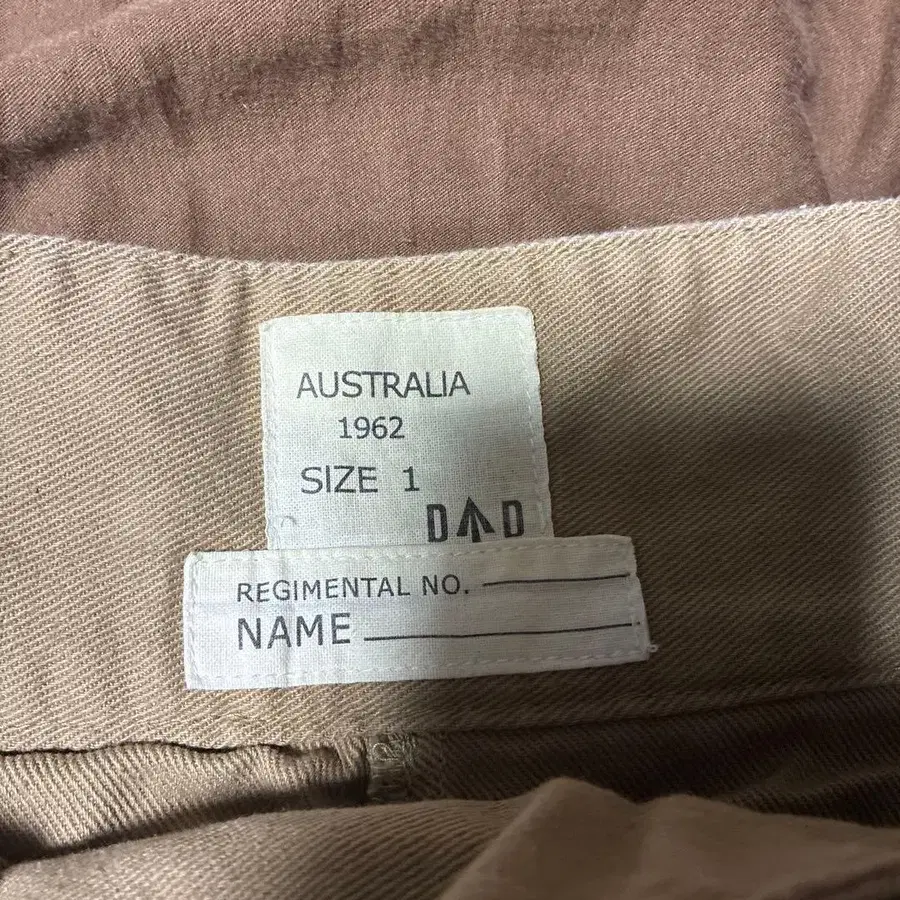 AUSTRALIA
1962
SIZE 1
D D
REGIMENTAL NO.
NAME